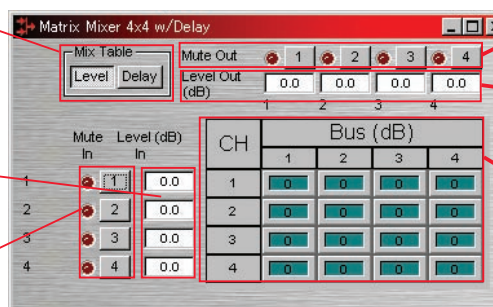 Matrix Mixer 4x4 w/Delay
Mix Table
Level Delay
Mute Out 1 2 3 4
Level Out (dB) 0.0 0.0 0.0 0.0
1 2 3 4
Mute In Level (dB) In
CH Bus (dB)
1 2 3 4
1 1 0.0 1 0 0 0 0
2 2 0.0 2 0 0 0 0
3 3 0.0 3 0 0 0 0
4 4 0.0 4 0 0 0 0